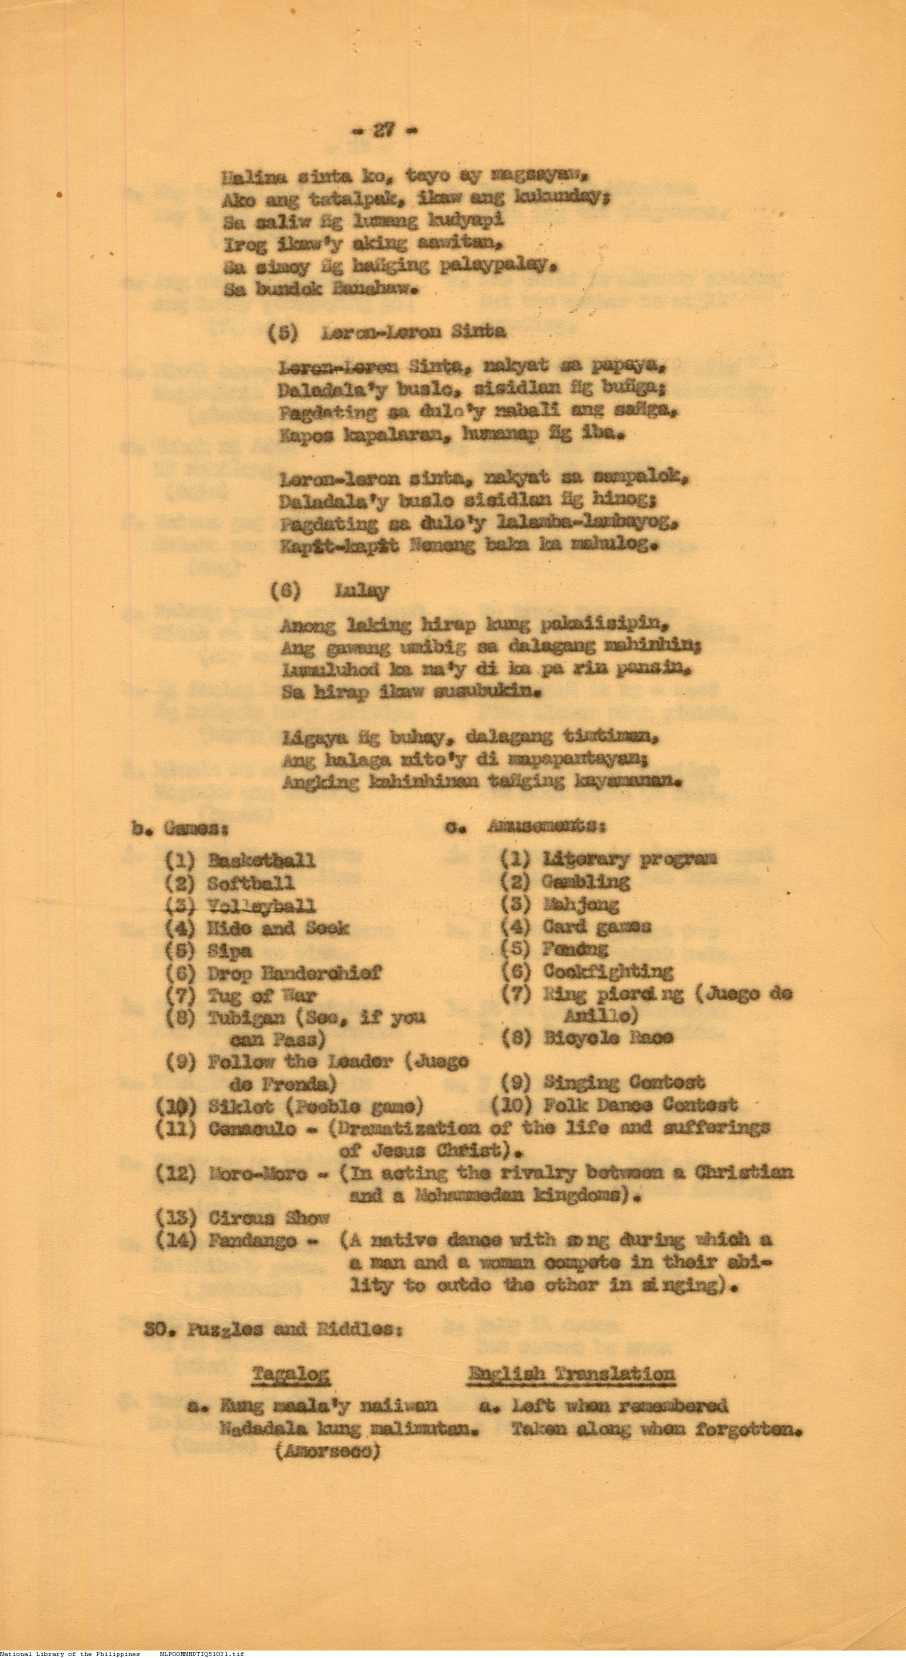 - 27 -
Halina sinta ko, tayo ay magsayaw,
Ako ang tatalpak, ikaw ang kukunday;
Sa saliw ñg lumang kudyapi
Irog ikaw'y aking aawitan,
Sa simoy ñg hañging palaypalay,
Sa bundok Banahaw.
(5) Leron-Leron Sinta
Leron-Leron Sinta, nakyat sa papaya,
Daladala'y buslo, sisidlan ñg buñga;
Pagdating sa dulo'y nabali ang sañga,
Kapos kapalaran, humanap ñg iba.
Leron-leron sinta, nakyat sa sampalok,
Daladala'y buslo sisidlan ñg hinog;
Pagdating sa dulo'y lalamba-lambayog,
Kapit-kapit Neneng baka ka mahulog.
(6) Lulay
Anong laking hirap kung pakaiisipin,
Ang gawang umibig sa dalagang mahinhin;
Lumuluhod ka na'y di ka pa rin pansin,
Sa hirap ikaw susubukin.
Ligaya ñg buhay, dalagang timtiman,
Ang halaga nito'y di mapapantayan;
Angking kahinhinan tañging kayamanan.
b. Games:
(1) Basketball
(2) Softball
(3) Volleyball
(4) Hide and Seek
(5) Sipa
(6) Drop Handerchief
(7) Tug of War
(8) Tubigan (See, if you
can Pass)
(9) Follow the Leader (Juego
de Frenda)
(10) Siklot (Peeble game)
c. Amusements:
(1) Literary program
(2) Gambling
(3) Mahjong
(4) Card games
(5) Fencng
(6) Cockfighting
(7) Ring piercing (Juego de
Anillo)
(8) Bicycle Race
(9) Singing Contest
(10) Folk Dance Contest
(11) Cenaculo - (Dramatization of the life and sufferings
of Jesus Christ).
(12) Moro-Moro - (In acting the rivalry between a Christian
and a Mohammedan kingdoms).
(13) Circus Show
(14) Fandango - (A native dance with song during which a
a man and a woman compete in their abi-
lity to outdo the other in singing).
30. Puzzles and Riddles:
Tagalog English Translation
a. Kung maala'y naiiwan
Nadadala kung malimutan.
(Amorseco)
a. Left when remembered
Taken along when forgotten.
National Library of the Philippines NLPOOMNHDTIQ51031.tif